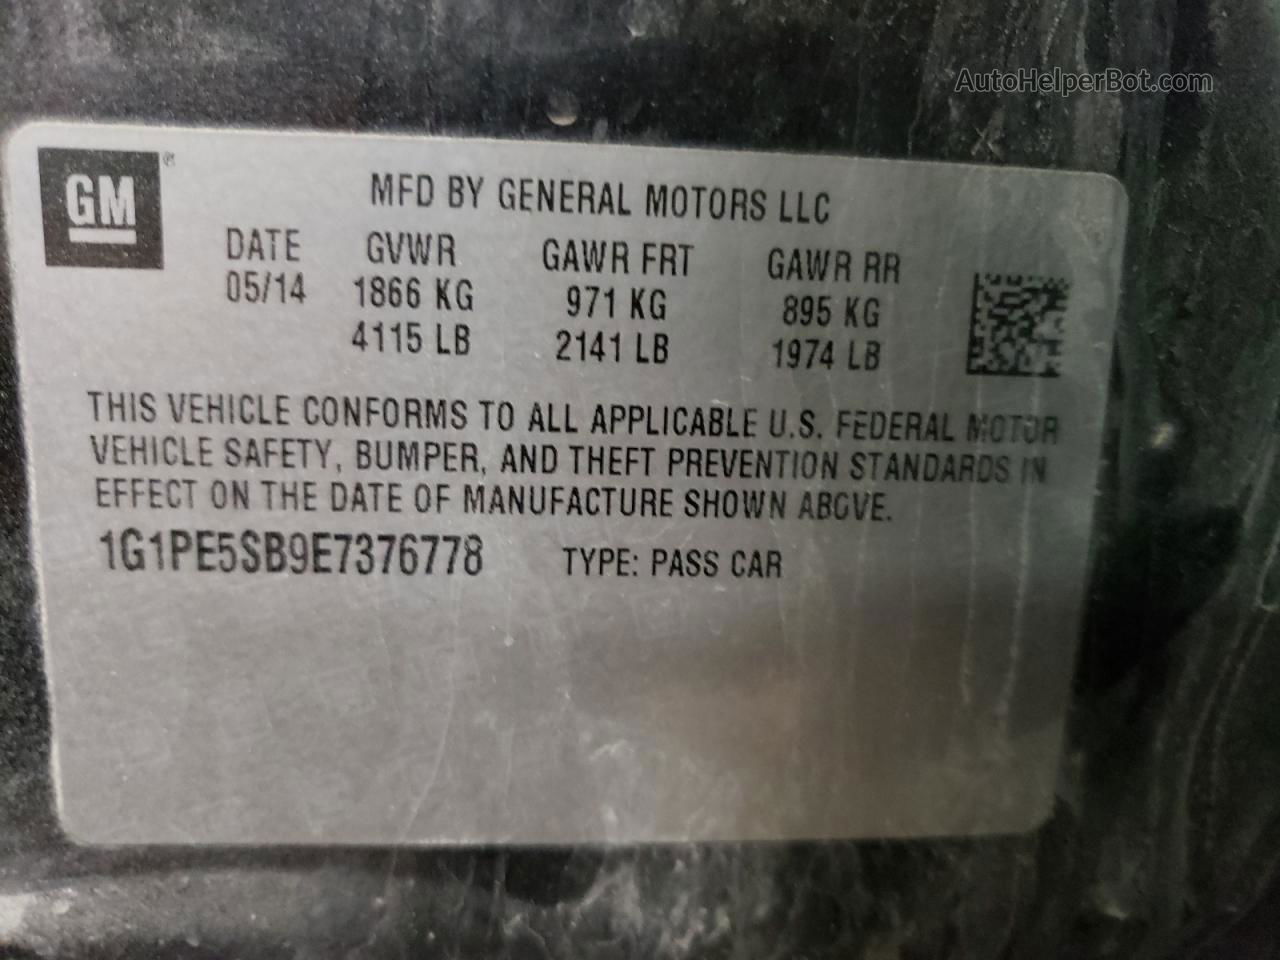 AutoHelperBot.com
GM ®
MFD BY GENERAL MOTORS LLC
DATE GVWR GAWR FRT GAWR RR
05/14 1866 KG 971 KG 895 KG
4115 LB 2141 LB 1974 LB
THIS VEHICLE CONFORMS TO ALL APPLICABLE U.S. FEDERAL MOTOR
VEHICLE SAFETY, BUMPER, AND THEFT PREVENTION STANDARDS IN
EFFECT ON THE DATE OF MANUFACTURE SHOWN ABOVE.
1G1PE5SB9E7376778 TYPE: PASS CAR